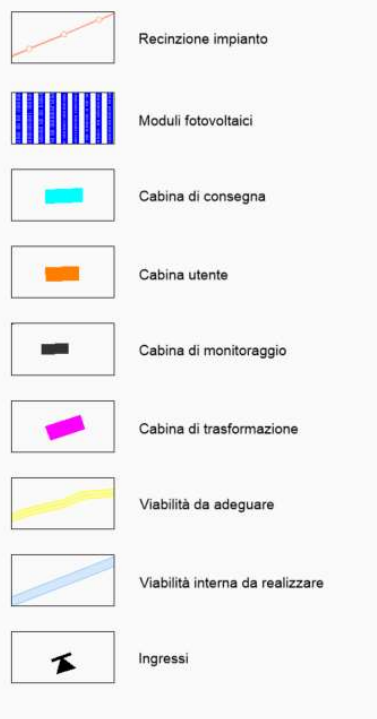 Recinzione impianto
Moduli fotovoltaici
Cabina di consegna
Cabina utente
Cabina di monitoraggio
Cabina di trasformazione
Viabilità da adeguare
Viabilità interna da realizzare
Ingressi